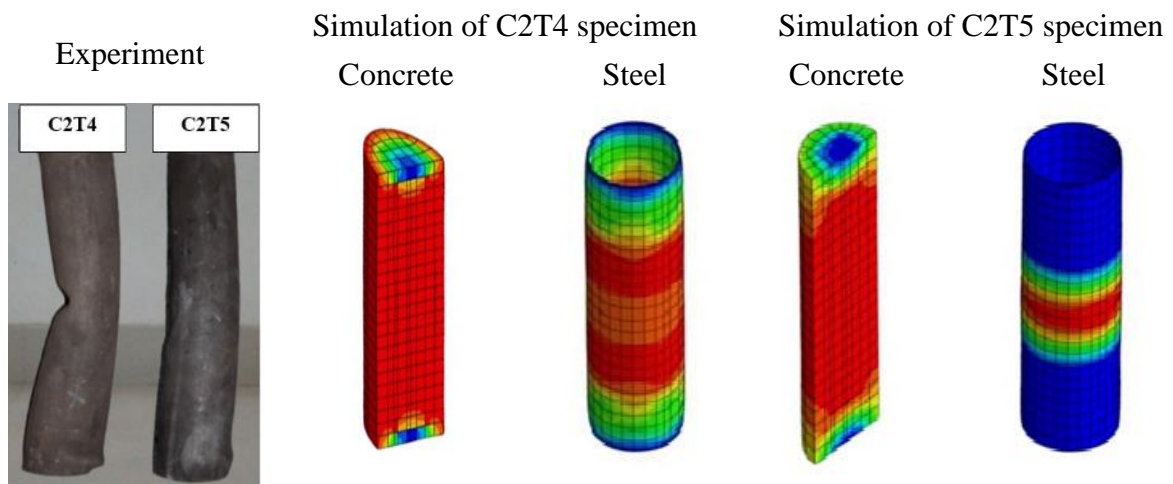 Experiment
Simulation of C2T4 specimen
Simulation of C2T5 specimen
Concrete
Steel
Concrete
Steel
C2T4
C2T5